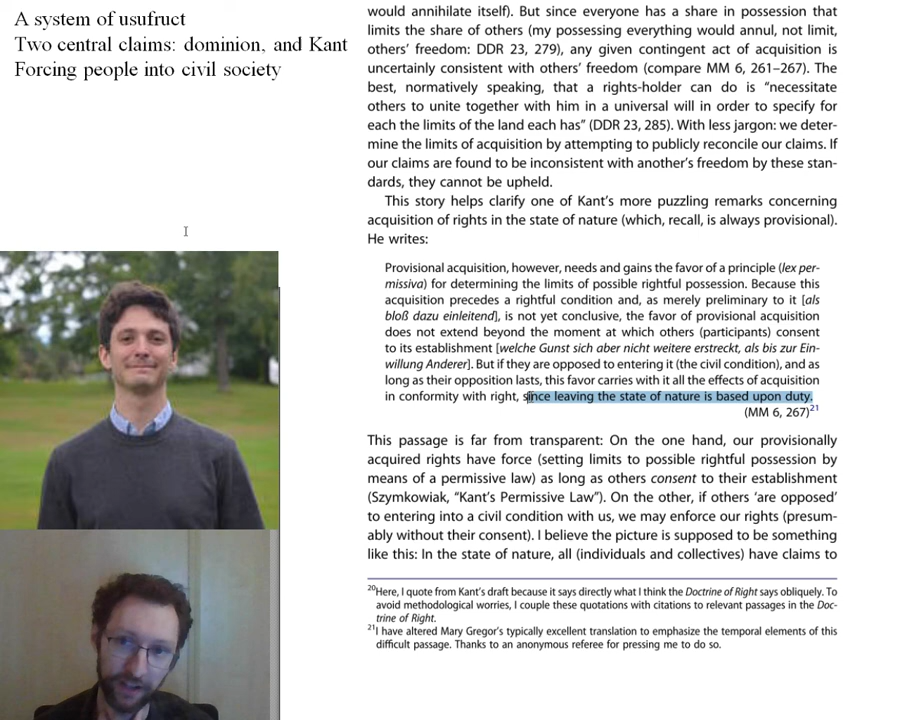 A system of usufruct
Two central claims: dominion, and Kant
Forcing people into civil society
would annihilate itself). But since everyone has a share in possession that
limits the share of others (my possessing everything would annul, not limit,
others' freedom: DDR 23, 279), any given contingent act of acquisition is
uncertainly consistent with others' freedom (compare MM 6, 261–267). The
best, normatively speaking, that a rights-holder can do is "necessitate
others to unite together with him in a universal will in order to specify for
each the limits of the land each has" (DDR 23, 285). With less jargon: we deter-
mine the limits of acquisition by attempting to publicly reconcile our claims. If
our claims are found to be inconsistent with another's freedom by these stan-
dards, they cannot be upheld.
This story helps clarify one of Kant's more puzzling remarks concerning
acquisition of rights in the state of nature (which, recall, is always provisional).
He writes:
Provisional acquisition, however, needs and gains the favor of a principle (lex per-
missiva) for determining the limits of possible rightful possession. Because this
acquisition precedes a rightful condition and, as merely preliminary to it [als
bloß dazu einleitend], is not yet conclusive, the favor of provisional acquisition
does not extend beyond the moment at which others (participants) consent
to its establishment [welche Gunst sich aber nicht weitere erstreckt, als bis zur Ein-
willung Anderer]. But if they are opposed to entering it (the civil condition), and as
long as their opposition lasts, this favor carries with it all the effects of acquisition
in conformity with right, since leaving the state of nature is based upon duty.
(MM 6, 267)21
This passage is far from transparent: On the one hand, our provisionally
acquired rights have force (setting limits to possible rightful possession by
means of a permissive law) as long as others consent to their establishment
(Szymkowiak, "Kant's Permissive Law"). On the other, if others 'are opposed'
to entering into a civil condition with us, we may enforce our rights (presum-
ably without their consent). I believe the picture is supposed to be something
like this: In the state of nature, all (individuals and collectives) have claims to
20Here, I quote from Kant's draft because it says directly what I think the Doctrine of Right says obliquely. To
avoid methodological worries, I couple these quotations with citations to relevant passages in the Doc-
trine of Right.
21I have altered Mary Gregor's typically excellent translation to emphasize the temporal elements of this
difficult passage. Thanks to an anonymous referee for pressing me to do so.